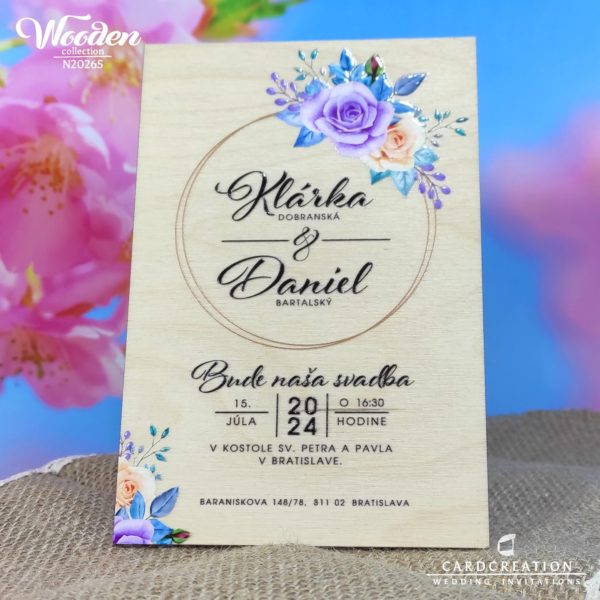 Wooden
collection
N20265
Klárka
DOBRANSKÁ
&
Daniel
BARTALSKÝ
Bude naša svadba
15. 20 O 16:30
JÚLA 24 HODINE
V KOSTOLE SV. PETRA A PAVLA
V BRATISLAVE.
BARANISKOVA 148/78, 811 02 BRATISLAVA
CARDCREATION
WEDDING INVITATIONS